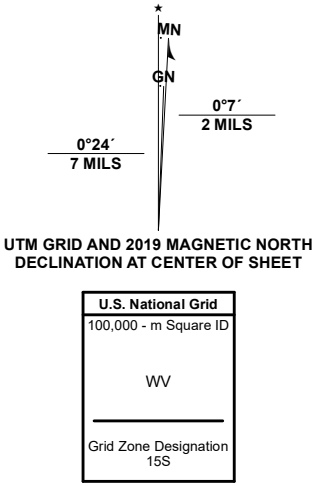 ★
MN
GN
0°7´
2 MILS
0°24´
7 MILS
UTM GRID AND 2019 MAGNETIC NORTH
DECLINATION AT CENTER OF SHEET
U.S. National Grid
100,000 - m Square ID
WV
Grid Zone Designation
15S